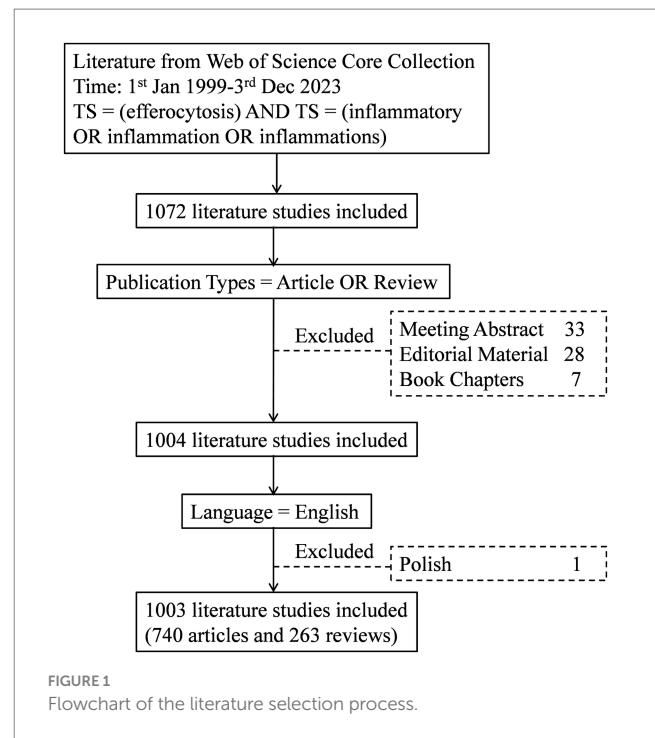 Literature from Web of Science Core Collection
Time: 1st Jan 1999-3rd Dec 2023
TS = (efferocytosis) AND TS = (inflammatory
OR inflammation OR inflammations)
1072 literature studies included
Publication Types = Article OR Review
Excluded
Meeting Abstract 33
Editorial Material 28
Book Chapters 7
1004 literature studies included
Language = English
Excluded
Polish 1
1003 literature studies included
(740 articles and 263 reviews)
FIGURE 1
Flowchart of the literature selection process.